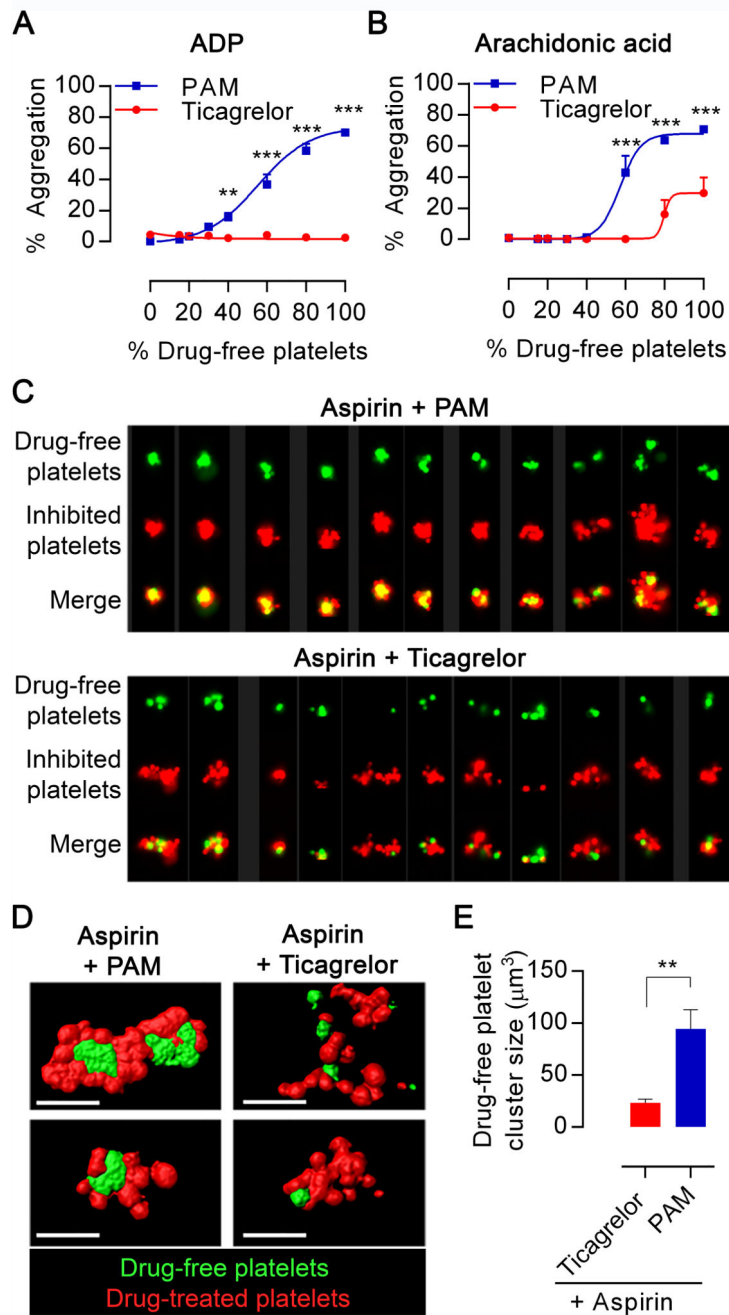 A
ADP
% Aggregation
100
80
60
40
20
0
PAM
Ticagrelor
**
***
***
***
0 20 40 60 80 100
% Drug-free platelets
B
Arachidonic acid
% Aggregation
100
80
60
40
20
0
PAM
Ticagrelor
***
***
***
0 20 40 60 80 100
% Drug-free platelets
C
Aspirin + PAM
Drug-free
platelets
Inhibited
platelets
Merge
Aspirin + Ticagrelor
Drug-free
platelets
Inhibited
platelets
Merge
D
Aspirin
+ PAM
Aspirin
+ Ticagrelor
Drug-free platelets
Drug-treated platelets
E
Drug-free platelet
cluster size (μm³)
150
100
50
0
**
Ticagrelor
PAM
+ Aspirin